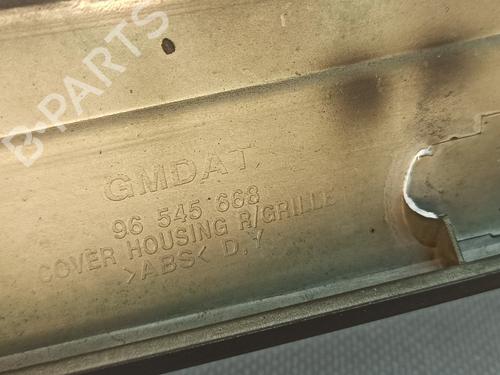 B-PARTS
GMDAT
96 545 668
COVER HOUSING R/GRILLE
>ABS< D.Y